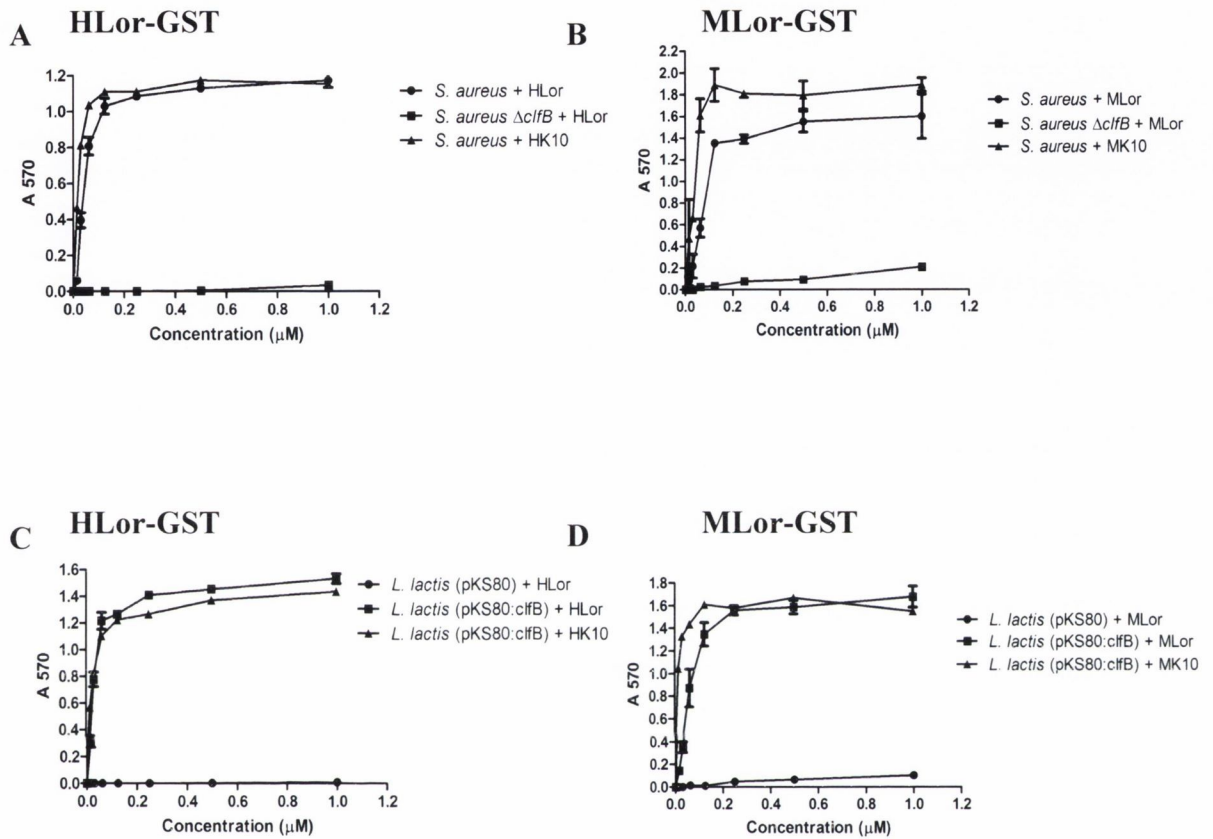 A
HLor-GST
A 570
1.2
1.0
0.8
0.6
0.4
0.2
0.0
0.0 0.2 0.4 0.6 0.8 1.0 1.2
Concentration (μM)
S. aureus + HLor
S. aureus ΔclfB + HLor
S. aureus + HK10
B
MLor-GST
A 570
2.2
2.0
1.8
1.6
1.4
1.2
1.0
0.8
0.6
0.4
0.2
0.0
0.0 0.2 0.4 0.6 0.8 1.0 1.2
Concentration (μM)
S. aureus + MLor
S. aureus ΔclfB + MLor
S. aureus + MK10
C
HLor-GST
A 570
1.6
1.4
1.2
1.0
0.8
0.6
0.4
0.2
0.0
0.0 0.2 0.4 0.6 0.8 1.0 1.2
Concentration (μM)
L. lactis (pKS80) + HLor
L. lactis (pKS80:clfB) + HLor
L. lactis (pKS80:clfB) + HK10
D
MLor-GST
A 570
1.8
1.6
1.4
1.2
1.0
0.8
0.6
0.4
0.2
0.0
0.0 0.2 0.4 0.6 0.8 1.0 1.2
Concentration (μM)
L. lactis (pKS80) + MLor
L. lactis (pKS80:clfB) + MLor
L. lactis (pKS80:clfB) + MK10